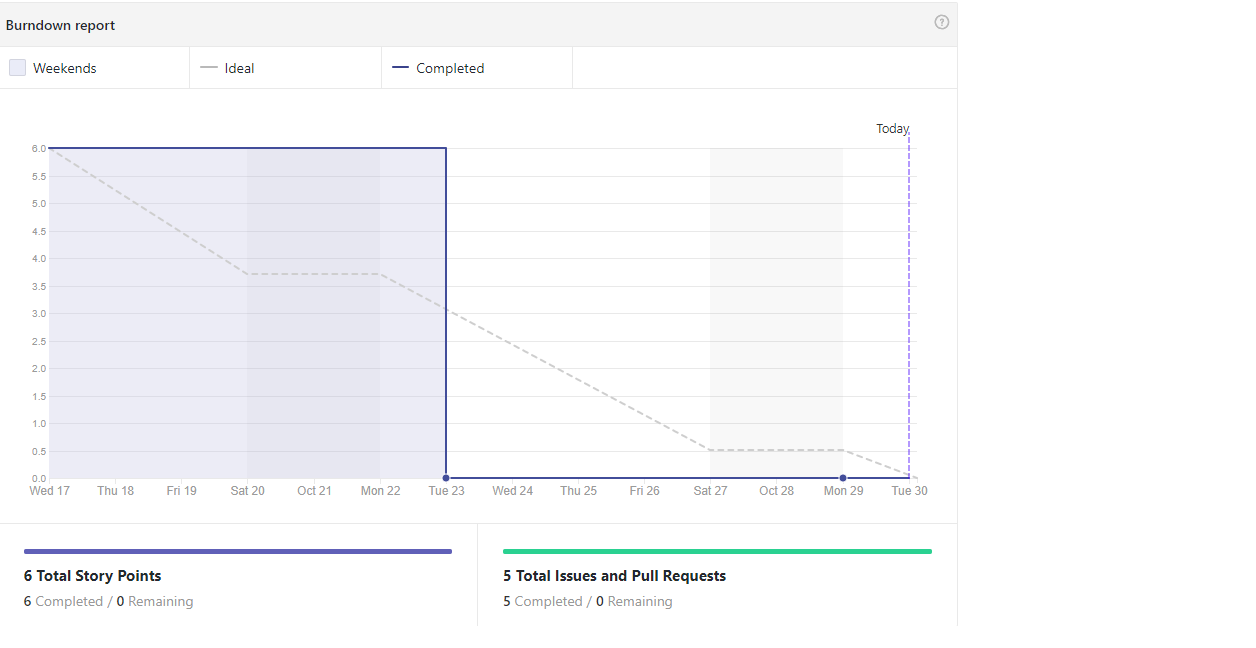 Burndown report
?
Weekends Ideal Completed
Today
6.0
5.5
5.0
4.5
4.0
3.5
3.0
2.5
2.0
1.5
1.0
0.5
0.0
Wed 17 Thu 18 Fri 19 Sat 20 Oct 21 Mon 22 Tue 23 Wed 24 Thu 25 Fri 26 Sat 27 Oct 28 Mon 29 Tue 30
6 Total Story Points
6 Completed / 0 Remaining
5 Total Issues and Pull Requests
5 Completed / 0 Remaining